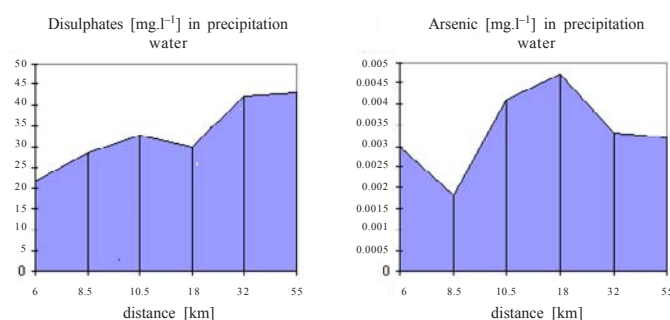 Disulphates [mg.l⁻¹] in precipitation
water
50
45
40
35
30
25
20
15
10
5
0
6 8.5 10.5 18 32 55
distance [km]
Arsenic [mg.l⁻¹] in precipitation
water
0.005
0.0045
0.004
0.0035
0.003
0.0025
0.002
0.0015
0.001
0.0005
0
6 8.5 10.5 18 32 55
distance [km]